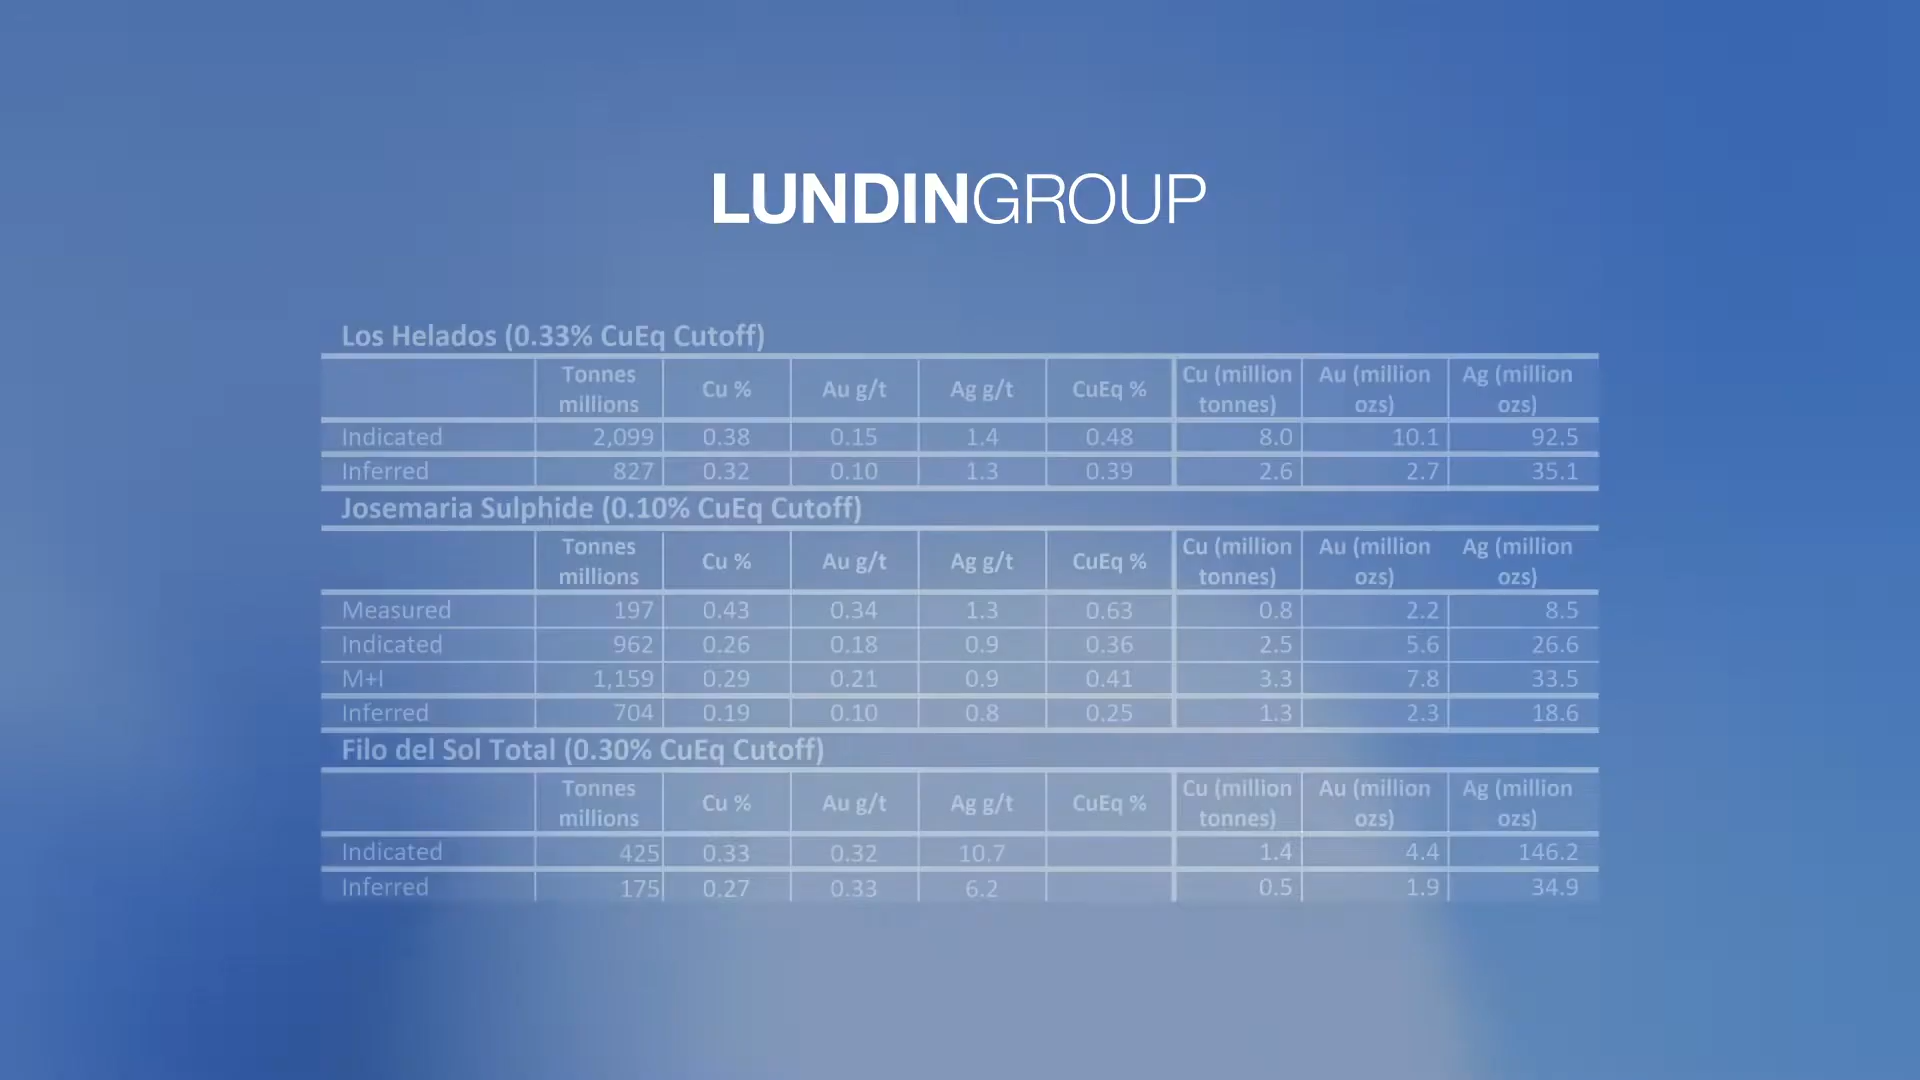 LUNDINGROUP
Los Helados (0.33% CuEq Cutoff)
Tonnes millions Cu % Au g/t Ag g/t CuEq % Cu (million tonnes) Au (million ozs) Ag (million ozs)
Indicated 2,099 0.38 0.15 1.4 0.48 8.0 10.1 92.5
Inferred 827 0.32 0.10 1.3 0.39 2.6 2.7 35.1
Josemaria Sulphide (0.10% CuEq Cutoff)
Tonnes millions Cu % Au g/t Ag g/t CuEq % Cu (million tonnes) Au (million ozs) Ag (million ozs)
Measured 197 0.43 0.34 1.3 0.63 0.8 2.2 8.5
Indicated 962 0.26 0.18 0.9 0.36 2.5 5.6 26.6
M+I 1,159 0.29 0.21 0.9 0.41 3.3 7.8 33.5
Inferred 704 0.19 0.10 0.8 0.25 1.3 2.3 18.6
Filo del Sol Total (0.30% CuEq Cutoff)
Tonnes millions Cu % Au g/t Ag g/t CuEq % Cu (million tonnes) Au (million ozs) Ag (million ozs)
Indicated 425 0.33 0.32 10.7 1.4 4.4 146.2
Inferred 175 0.27 0.33 6.2 0.5 1.9 34.9